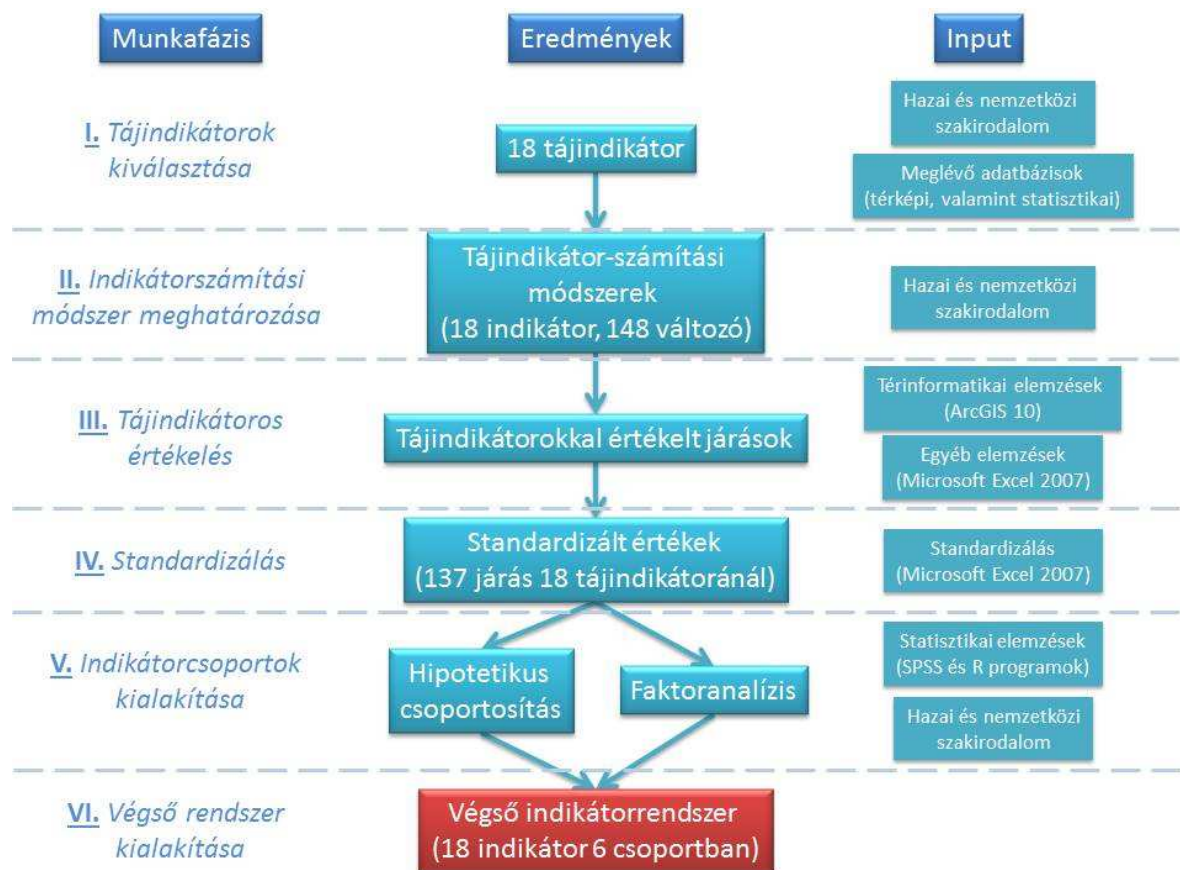 Munkafázis
Eredmények
Input
I. Tájindikátorok
kiválasztása
18 tájindikátor
Hazai és nemzetközi
szakirodalom
Meglévő adatbázisok
(térképi, valamint statisztikai)
II. Indikátorszámítási
módszer meghatározása
Tájindikátor-számítási
módszerek
(18 indikátor, 148 változó)
Hazai és nemzetközi
szakirodalom
III. Tájindikátoros
értékelés
Tájindikátorokkal értékelt járások
Térinformatikai elemzések
(ArcGIS 10)
Egyéb elemzések
(Microsoft Excel 2007)
IV. Standardizálás
Standardizált értékek
(137 járás 18 tájindikátoránál)
Standardizálás
(Microsoft Excel 2007)
V. Indikátorcsoportok
kialakítása
Hipotetikus
csoportosítás
Faktoranalízis
Statisztikai elemzések
(SPSS és R programok)
Hazai és nemzetközi
szakirodalom
VI. Végső rendszer
kialakítása
Végső indikátorrendszer
(18 indikátor 6 csoportban)